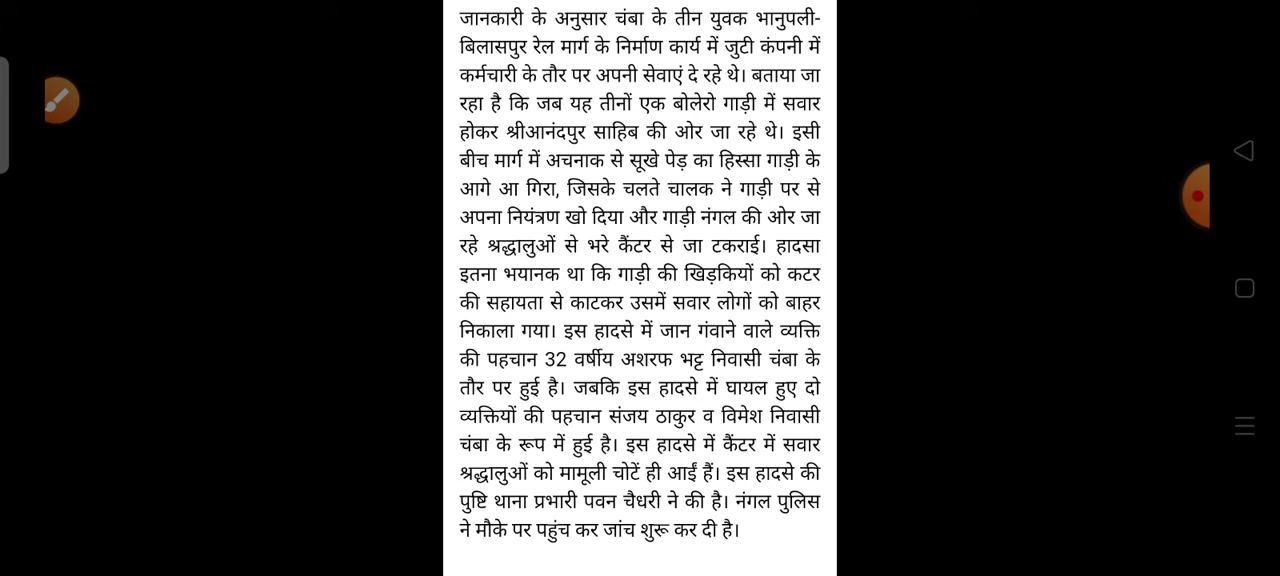 जानकारी के अनुसार चंबा के तीन युवक भानुपली-
बिलासपुर रेल मार्ग के निर्माण कार्य में जुटी कंपनी में
कर्मचारी के तौर पर अपनी सेवाएं दे रहे थे। बताया जा
रहा है कि जब यह तीनों एक बोलेरो गाड़ी में सवार
होकर श्रीआनंदपुर साहिब की ओर जा रहे थे। इसी
बीच मार्ग में अचनाक से सूखे पेड़ का हिस्सा गाड़ी के
आगे आ गिरा, जिसके चलते चालक ने गाड़ी पर से
अपना नियंत्रण खो दिया और गाड़ी नंगल की ओर जा
रहे श्रद्धालुओं से भरे कैंटर से जा टकराई। हादसा
इतना भयानक था कि गाड़ी की खिड़कियों को कटर
की सहायता से काटकर उसमें सवार लोगों को बाहर
निकाला गया। इस हादसे में जान गंवाने वाले व्यक्ति
की पहचान 32 वर्षीय अशरफ भट्ट निवासी चंबा के
तौर पर हुई है। जबकि इस हादसे में घायल हुए दो
व्यक्तियों की पहचान संजय ठाकुर व विमेश निवासी
चंबा के रूप में हुई है। इस हादसे में कैंटर में सवार
श्रद्धालुओं को मामूली चोटें ही आईं हैं। इस हादसे की
पुष्टि थाना प्रभारी पवन चैधरी ने की है। नंगल पुलिस
ने मौके पर पहुंच कर जांच शुरू कर दी है।